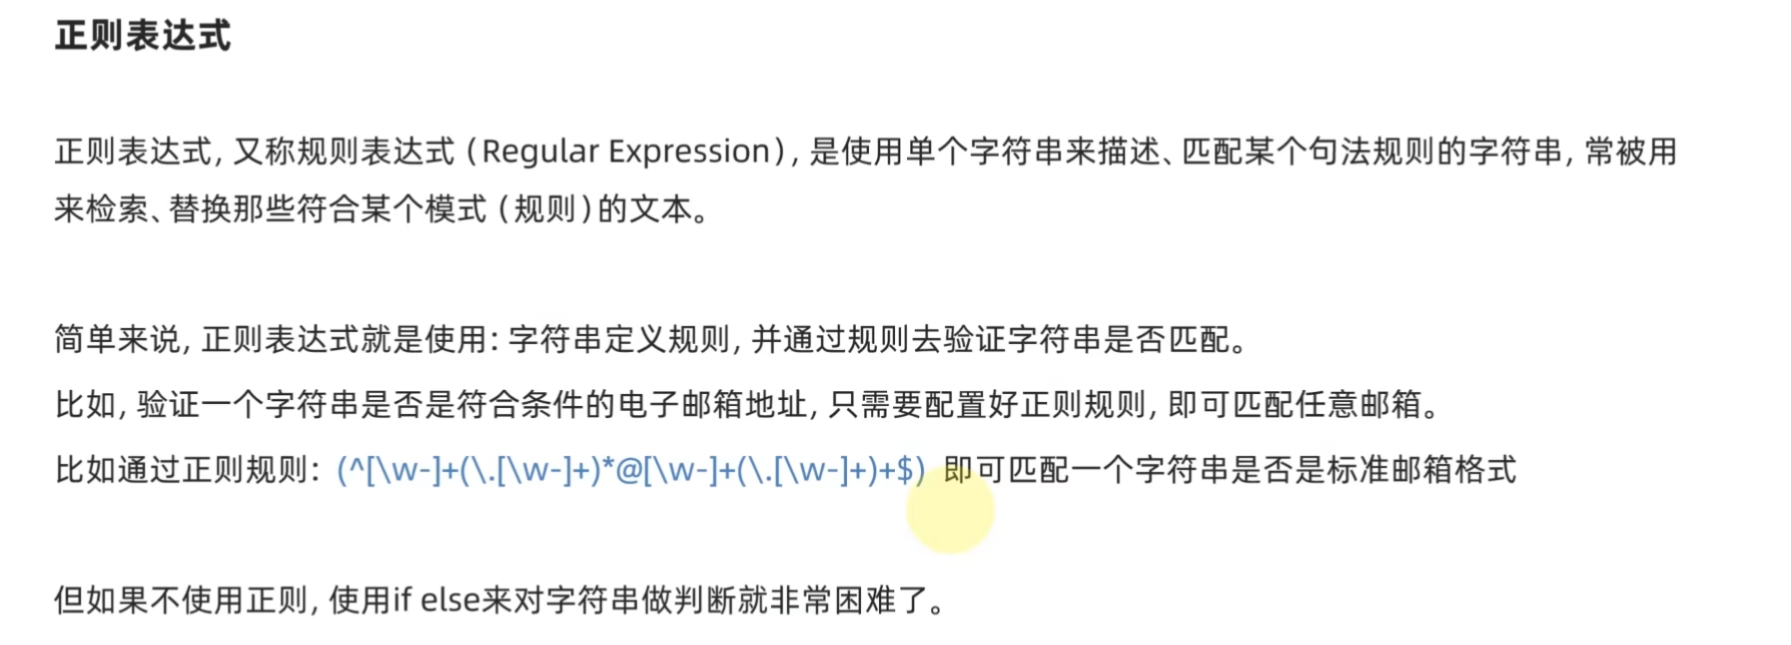 正则表达式
正则表达式, 又称规则表达式 (Regular Expression), 是使用单个字符串来描述、匹配某个句法规则的字符串, 常被用
来检索、替换那些符合某个模式 (规则) 的文本。
简单来说, 正则表达式就是使用: 字符串定义规则, 并通过规则去验证字符串是否匹配。
比如, 验证一个字符串是否是符合条件的电子邮箱地址, 只需要配置好正则规则, 即可匹配任意邮箱。
比如通过正则规则: (^[\w-]+(\.[\w-]+)*@[\w-]+(\.[\w-]+)+$) 即可匹配一个字符串是否是标准邮箱格式
但如果不使用正则, 使用if else来对字符串做判断就非常困难了。